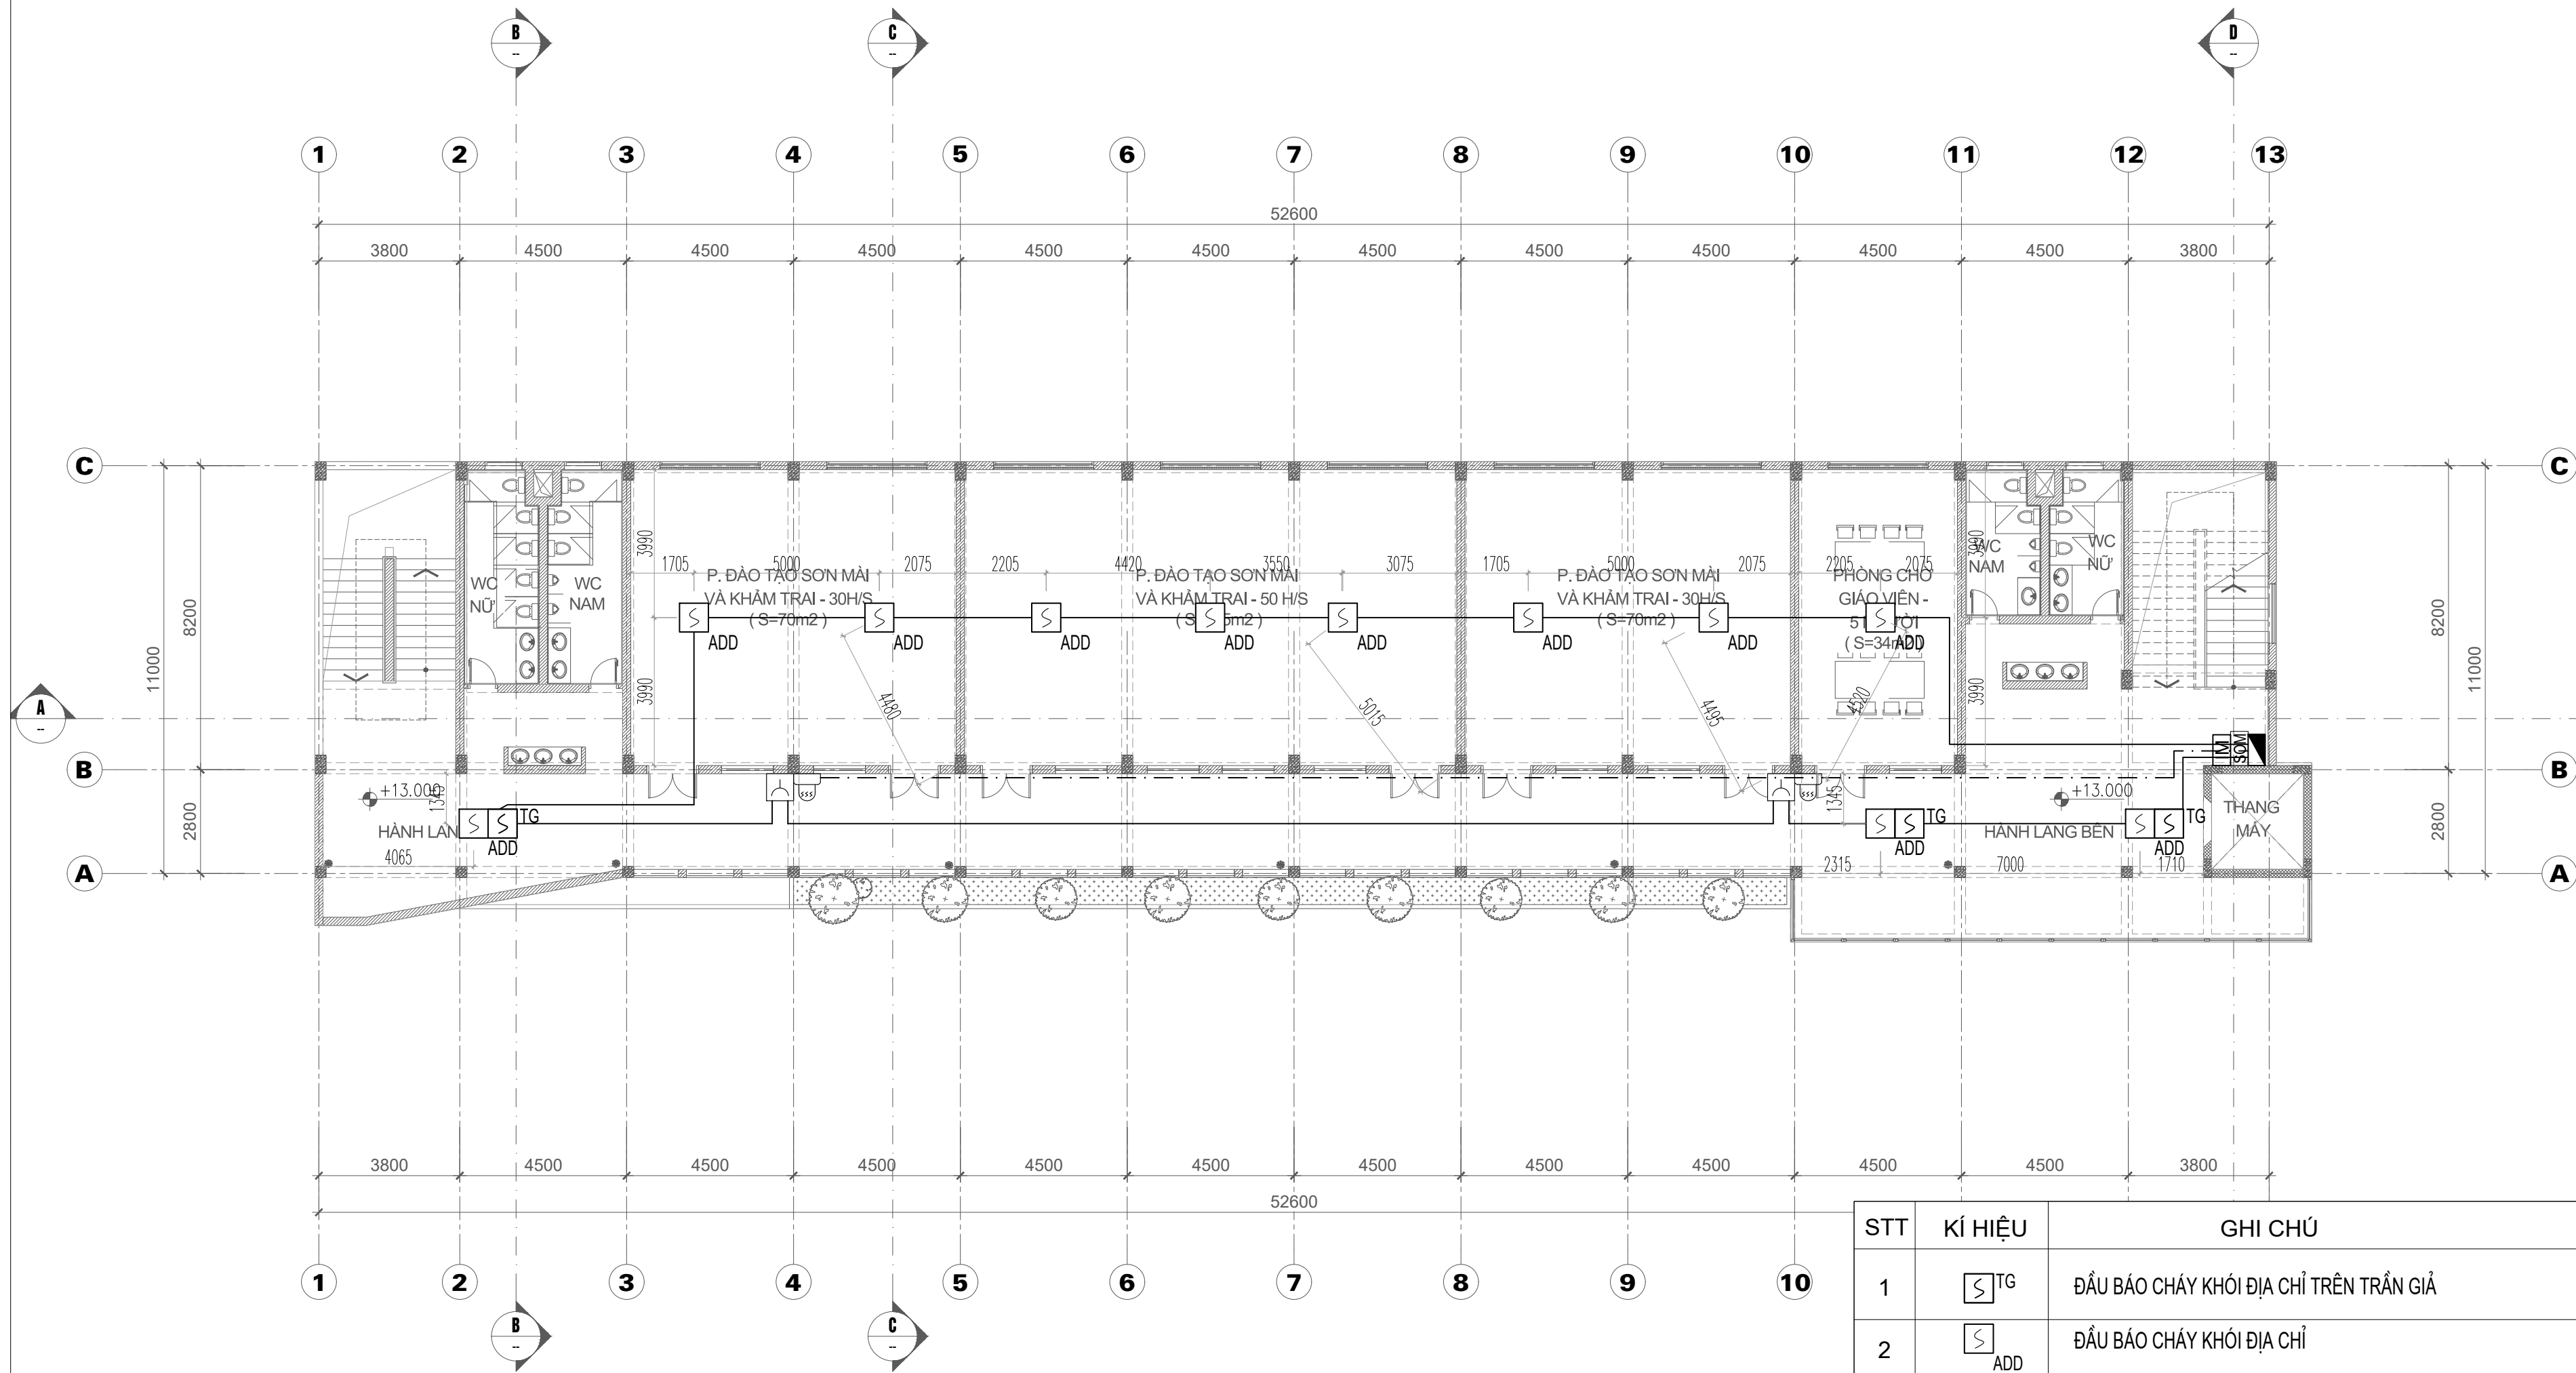 B
--
C
--
D
--
1 2 3 4 5 6 7 8 9 10 11 12 13
52600
3800 4500 4500 4500 4500 4500 4500 4500 4500 4500 4500 3800
C C
3990 3990
1705 5000 2075 2205 4420 3550 3075 1705 5000 2075 2205 2075
WC
NỮ
WC
NAM
P. ĐÀO TẠO SƠN MÀI
VÀ KHẢM TRAI - 30H/S
( S=70m2 )
P. ĐÀO TẠO SƠN MÀI
VÀ KHẢM TRAI - 50 H/S
P. ĐÀO TẠO SƠN MÀI
VÀ KHẢM TRAI - 30H/S
( S=70m2 )
PHÒNG CHỜ
GIÁO VIÊN -
( S=34m2 )
WC
NAM
WC
NỮ
ADD ADD ADD ADD ADD ADD ADD ADD
8200 8200
11000 11000
3990 3990
4480 5015 4495 4520
A
--
IM SOM
B B
+13.000 1345 1345 +13.000
THANG
MÁY
HÀNH LAN TG TG HÀNH LANG BÊN TG
ADD ADD ADD
2800 2800
4065 2315 7000 1710
A A
3800 4500 4500 4500 4500 4500 4500 4500 4500 4500 4500 3800
52600
1 2 3 4 5 6 7 8 9 10
B
--
C
--
STT KÍ HIỆU GHI CHÚ
1 TG ĐẦU BÁO CHÁY KHÓI ĐỊA CHỈ TRÊN TRẦN GIẢ
2 ADD ĐẦU BÁO CHÁY KHÓI ĐỊA CHỈ